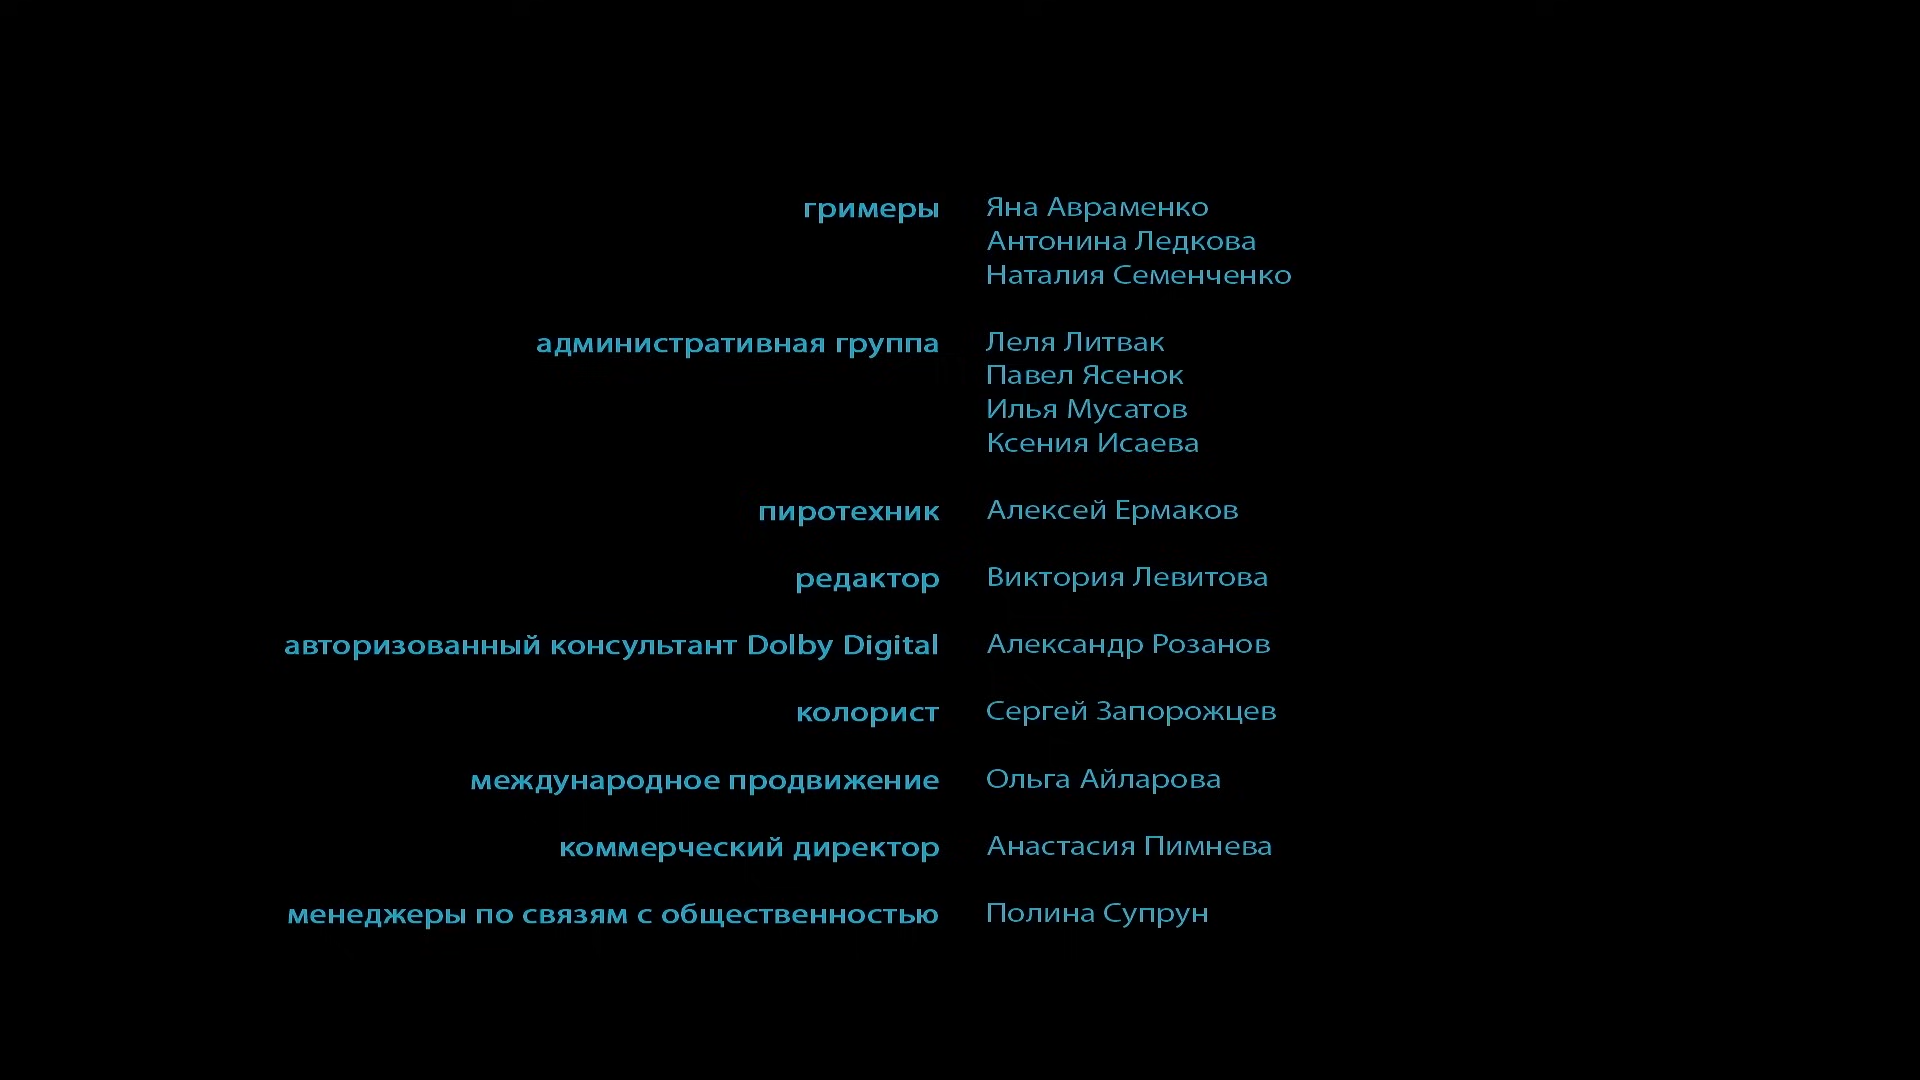 гримеры Яна Авраменко
Антонина Ледкова
Наталия Семенченко
административная группа Леля Литвак
Павел Ясенок
Илья Мусатов
Ксения Исаева
пиротехник Алексей Ермаков
редактор Виктория Левитова
авторизованный консультант Dolby Digital Александр Розанов
колорист Сергей Запорожцев
международное продвижение Ольга Айларова
коммерческий директор Анастасия Пимнева
менеджеры по связям с общественностью Полина Супрун